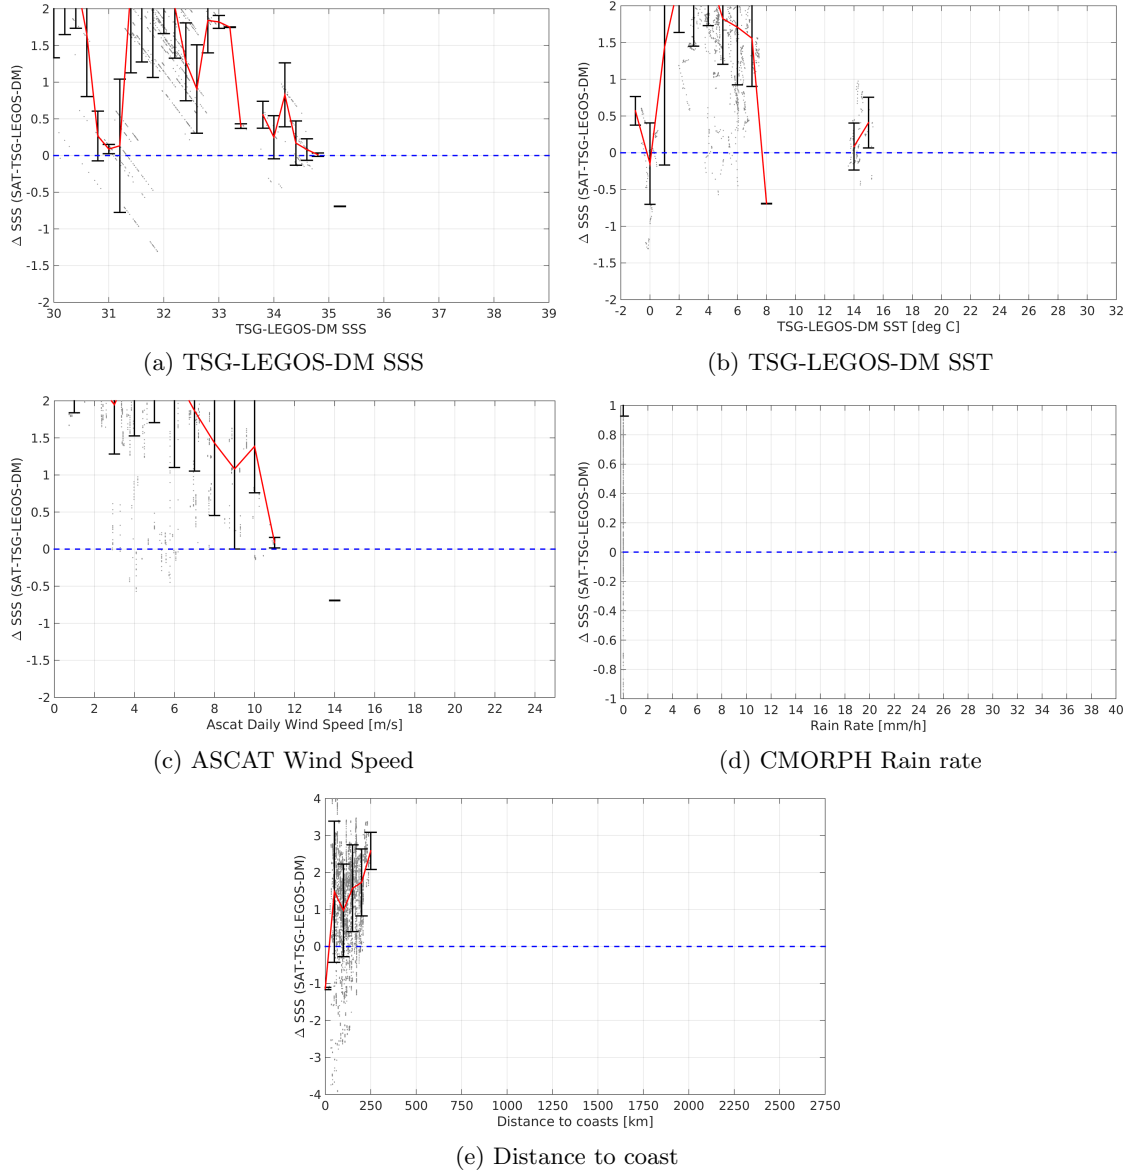 2
1.5
1
0.5
0
-0.5
-1
-1.5
-2
Δ SSS (SAT-TSG-LEGOS-DM)
30 31 32 33 34 35 36 37 38 39
TSG-LEGOS-DM SSS
(a) TSG-LEGOS-DM SSS
2
1.5
1
0.5
0
-0.5
-1
-1.5
-2
Δ SSS (SAT-TSG-LEGOS-DM)
-2 0 2 4 6 8 10 12 14 16 18 20 22 24 26 28 30 32
TSG-LEGOS-DM SST [deg C]
(b) TSG-LEGOS-DM SST
2
1.5
1
0.5
0
-0.5
-1
-1.5
-2
Δ SSS (SAT-TSG-LEGOS-DM)
0 2 4 6 8 10 12 14 16 18 20 22 24
Ascat Daily Wind Speed [m/s]
(c) ASCAT Wind Speed
1
0.8
0.6
0.4
0.2
0
-0.2
-0.4
-0.6
-0.8
-1
Δ SSS (SAT-TSG-LEGOS-DM)
0 2 4 6 8 10 12 14 16 18 20 22 24 26 28 30 32 34 36 38 40
Rain Rate [mm/h]
(d) CMORPH Rain rate
4
3
2
1
0
-1
-2
-3
-4
Δ SSS (SAT-TSG-LEGOS-DM)
0 250 500 750 1000 1250 1500 1750 2000 2250 2500 2750
Distance to coasts [km]
(e) Distance to coast